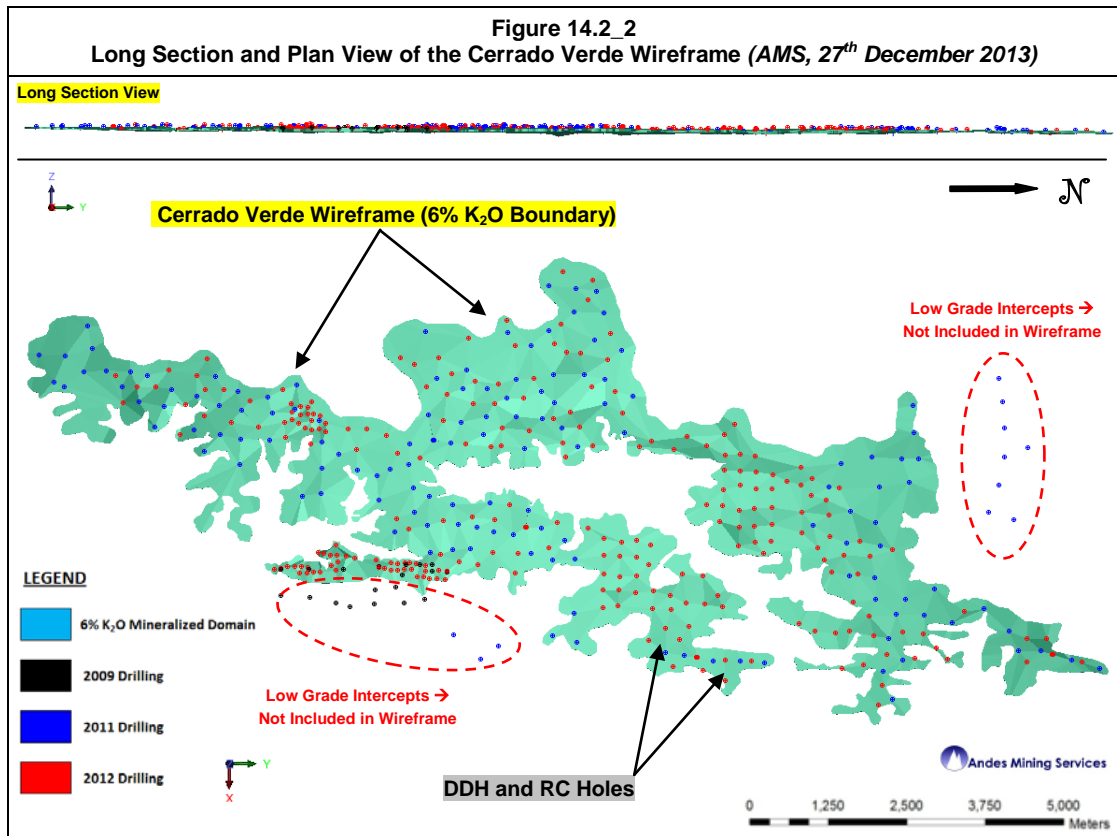 Figure 14.2_2
Long Section and Plan View of the Cerrado Verde Wireframe (AMS, 27th December 2013)
Long Section View
Z
Y
N
Cerrado Verde Wireframe (6% K₂O Boundary)
Low Grade Intercepts →
Not Included in Wireframe
LEGEND
6% K₂O Mineralized Domain
2009 Drilling
2011 Drilling
2012 Drilling
Low Grade Intercepts →
Not Included in Wireframe
Y
X
DDH and RC Holes
Andes Mining Services
0 1,250 2,500 3,750 5,000
Meters